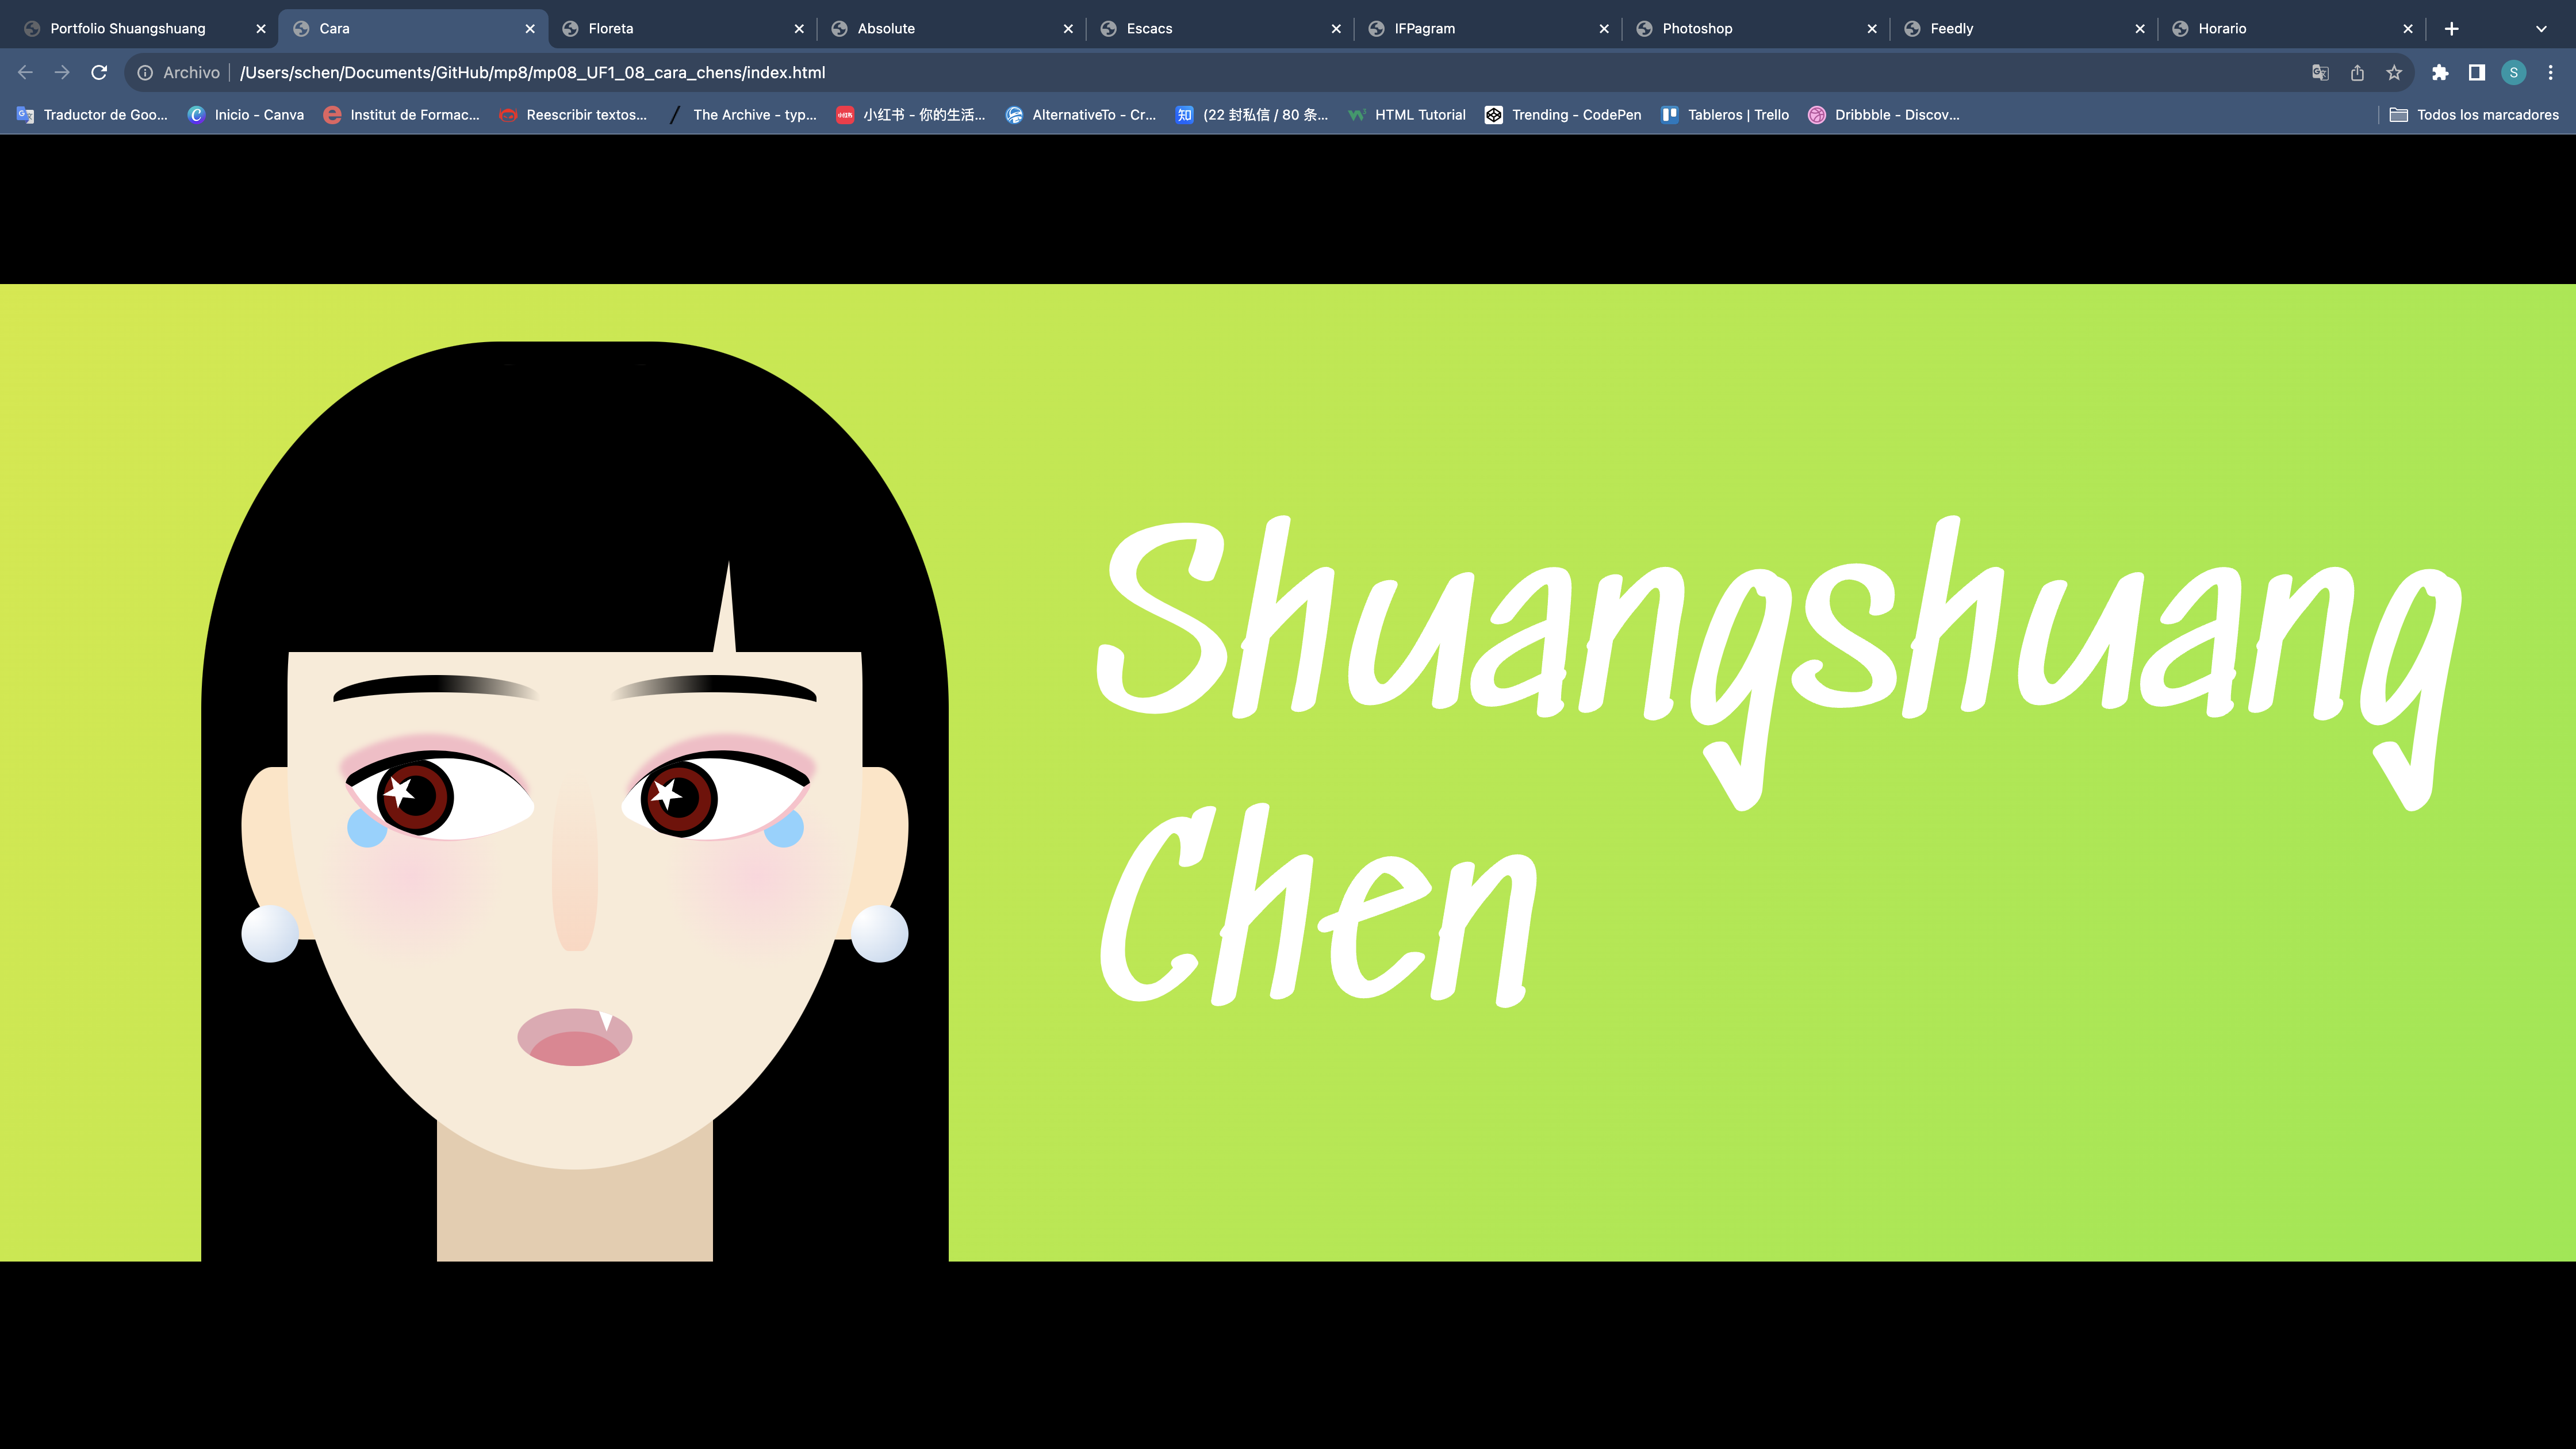 Portfolio Shuangshuang
Cara
Floreta
Absolute
Escacs
IFPagram
Photoshop
Feedly
Horario
Archivo
/Users/schen/Documents/GitHub/mp8/mp08_UF1_08_cara_chens/index.html
S
Traductor de Goo...
Inicio - Canva
Institut de Formac...
Reescribir textos...
The Archive - typ...
小红书 - 你的生活...
AlternativeTo - Cr...
知 (22 封私信 / 80 条...
HTML Tutorial
Trending - CodePen
Tableros | Trello
Dribbble - Discov...
Todos los marcadores
Shuangshuang
Chen